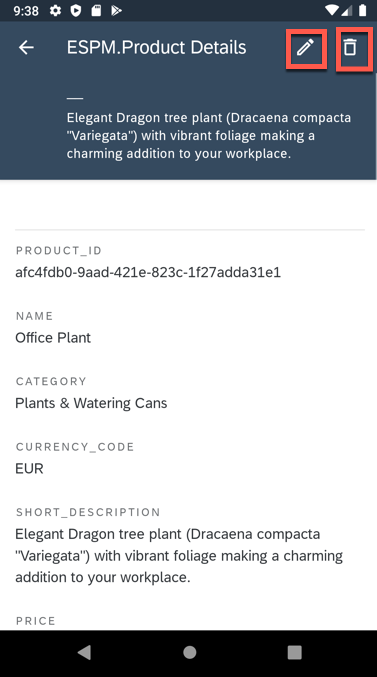 9:38
ESPM.Product Details
Elegant Dragon tree plant (Dracaena compacta
"Variegata") with vibrant foliage making a
charming addition to your workplace.
PRODUCT_ID
afc4fdb0-9aad-421e-823c-1f27adda31e1
NAME
Office Plant
CATEGORY
Plants & Watering Cans
CURRENCY_CODE
EUR
SHORT_DESCRIPTION
Elegant Dragon tree plant (Dracaena compacta
"Variegata") with vibrant foliage making a charming
addition to your workplace.
PRICE